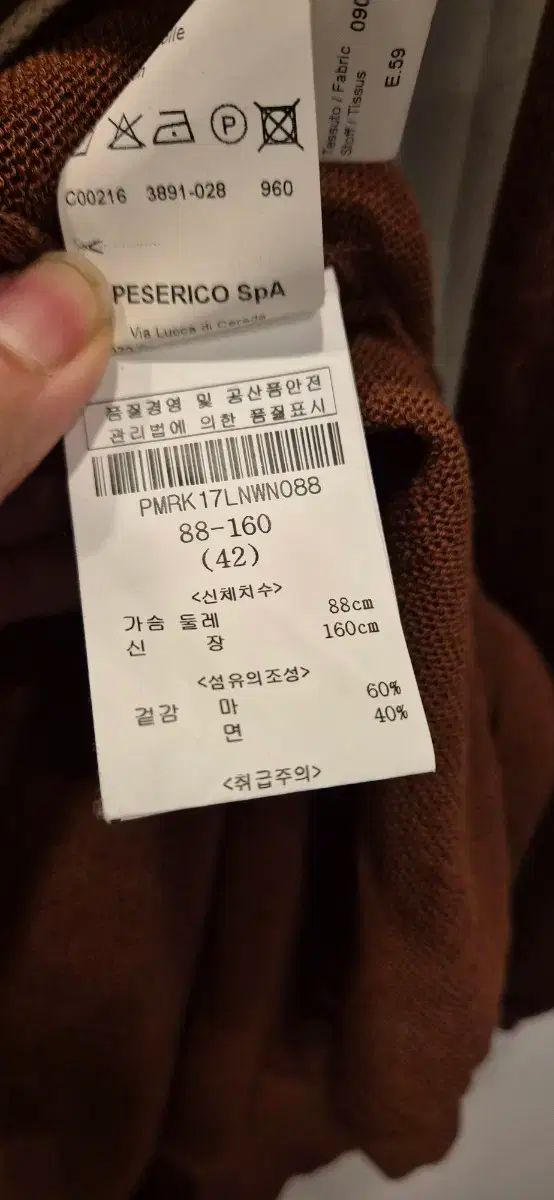 C00216 3891-028 960
PESERICO SpA
Via Lucca di
Tessuto / Fabric 090
Stoff / Tissus E.59
품질경영 및 공산품안전
관리법에 의한 품질표시
PMRK17LNWN088
88-160
(42)
<신체치수>
가슴 둘레 88cm
신 장 160cm
<섬유의조성>
겉감 마 60%
면 40%
<취급주의>